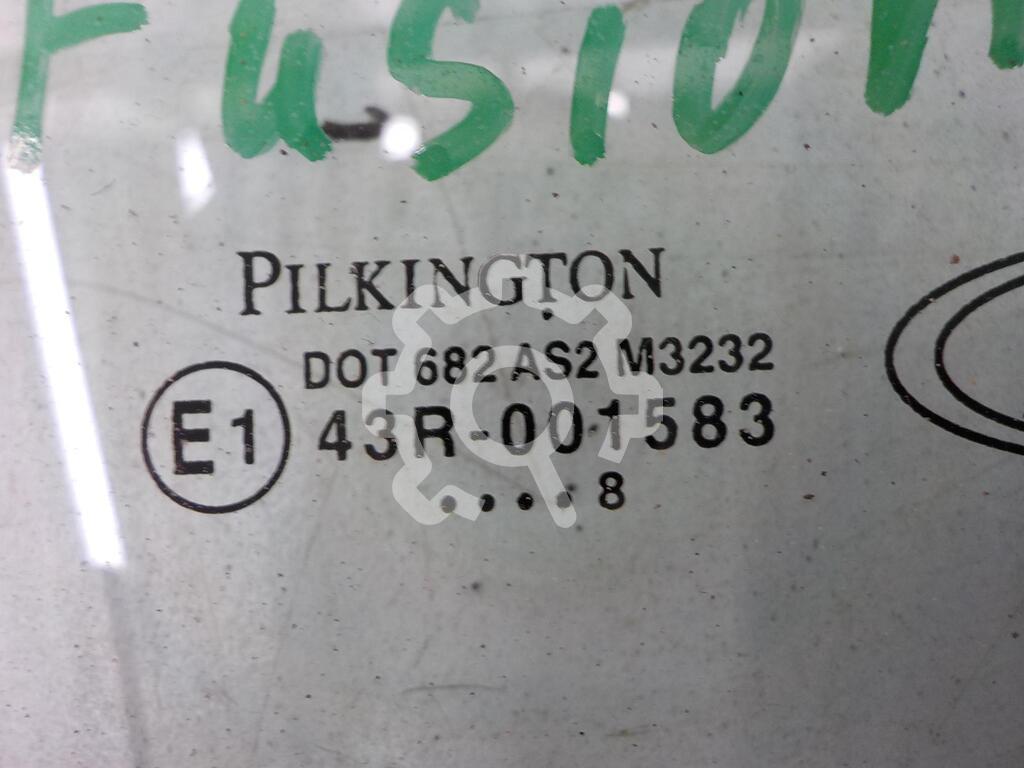 Fusion
PILKINGTON
DOT 682 AS2 M3232
E1 43R-001583
....8